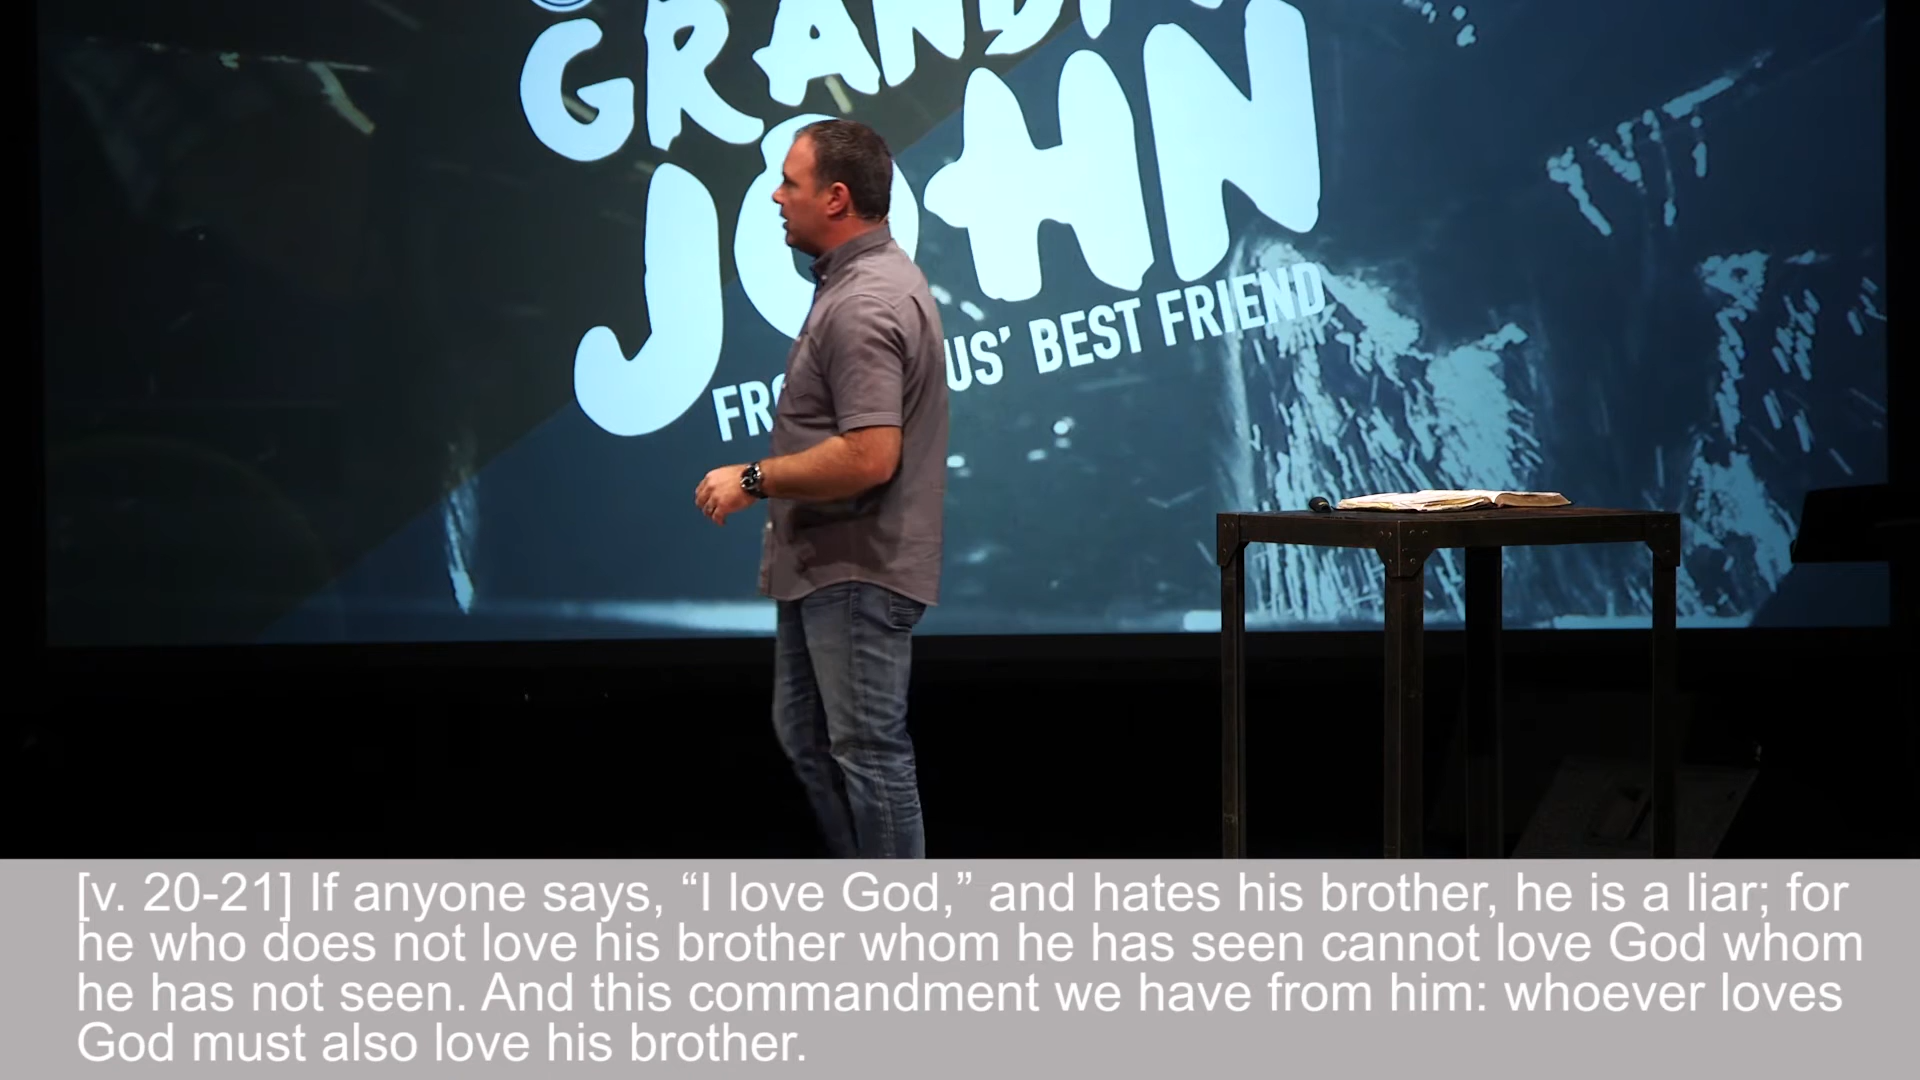 JOHN
US’ BEST FRIEND
[v. 20-21] If anyone says, “I love God,” and hates his brother, he is a liar; for
he who does not love his brother whom he has seen cannot love God whom
he has not seen. And this commandment we have from him: whoever loves
God must also love his brother.